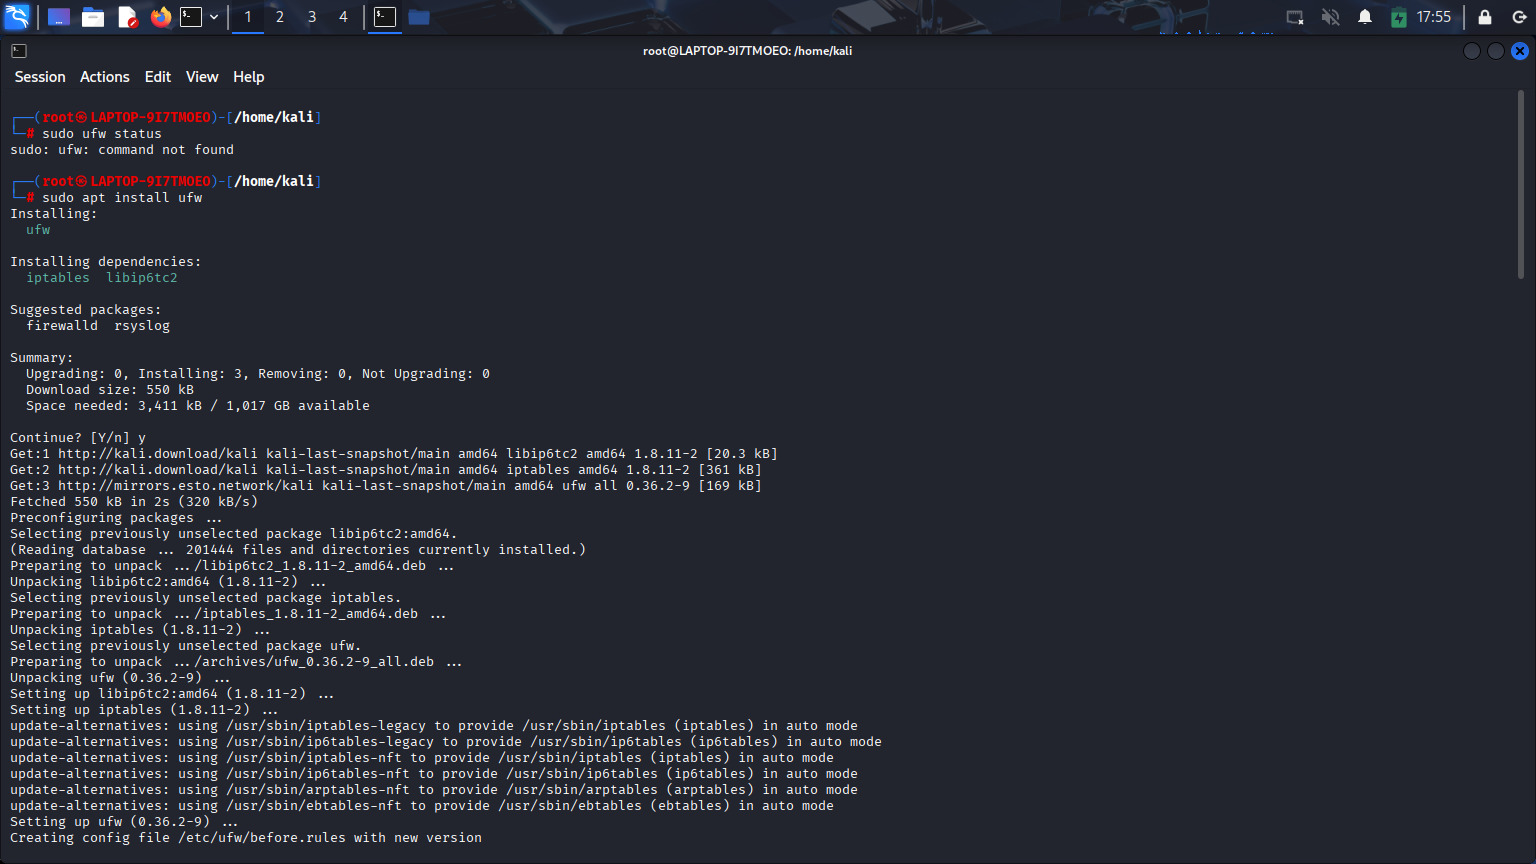 1 2 3 4 17:55
root@LAPTOP-9I7TMOEO: /home/kali
Session Actions Edit View Help
┌──(root㉿LAPTOP-9I7TMOEO)-[/home/kali]
└─# sudo ufw status
sudo: ufw: command not found
┌──(root㉿LAPTOP-9I7TMOEO)-[/home/kali]
└─# sudo apt install ufw
Installing:
ufw
Installing dependencies:
iptables libip6tc2
Suggested packages:
firewalld rsyslog
Summary:
Upgrading: 0, Installing: 3, Removing: 0, Not Upgrading: 0
Download size: 550 kB
Space needed: 3,411 kB / 1,017 GB available
Continue? [Y/n] y
Get:1 http://kali.download/kali kali-last-snapshot/main amd64 libip6tc2 amd64 1.8.11-2 [20.3 kB]
Get:2 http://kali.download/kali kali-last-snapshot/main amd64 iptables amd64 1.8.11-2 [361 kB]
Get:3 http://mirrors.esto.network/kali kali-last-snapshot/main amd64 ufw all 0.36.2-9 [169 kB]
Fetched 550 kB in 2s (320 kB/s)
Preconfiguring packages ...
Selecting previously unselected package libip6tc2:amd64.
(Reading database ... 201444 files and directories currently installed.)
Preparing to unpack .../libip6tc2_1.8.11-2_amd64.deb ...
Unpacking libip6tc2:amd64 (1.8.11-2) ...
Selecting previously unselected package iptables.
Preparing to unpack .../iptables_1.8.11-2_amd64.deb ...
Unpacking iptables (1.8.11-2) ...
Selecting previously unselected package ufw.
Preparing to unpack .../archives/ufw_0.36.2-9_all.deb ...
Unpacking ufw (0.36.2-9) ...
Setting up libip6tc2:amd64 (1.8.11-2) ...
Setting up iptables (1.8.11-2) ...
update-alternatives: using /usr/sbin/iptables-legacy to provide /usr/sbin/iptables (iptables) in auto mode
update-alternatives: using /usr/sbin/ip6tables-legacy to provide /usr/sbin/ip6tables (ip6tables) in auto mode
update-alternatives: using /usr/sbin/iptables-nft to provide /usr/sbin/iptables (iptables) in auto mode
update-alternatives: using /usr/sbin/ip6tables-nft to provide /usr/sbin/ip6tables (ip6tables) in auto mode
update-alternatives: using /usr/sbin/arptables-nft to provide /usr/sbin/arptables (arptables) in auto mode
update-alternatives: using /usr/sbin/ebtables-nft to provide /usr/sbin/ebtables (ebtables) in auto mode
Setting up ufw (0.36.2-9) ...
Creating config file /etc/ufw/before.rules with new version